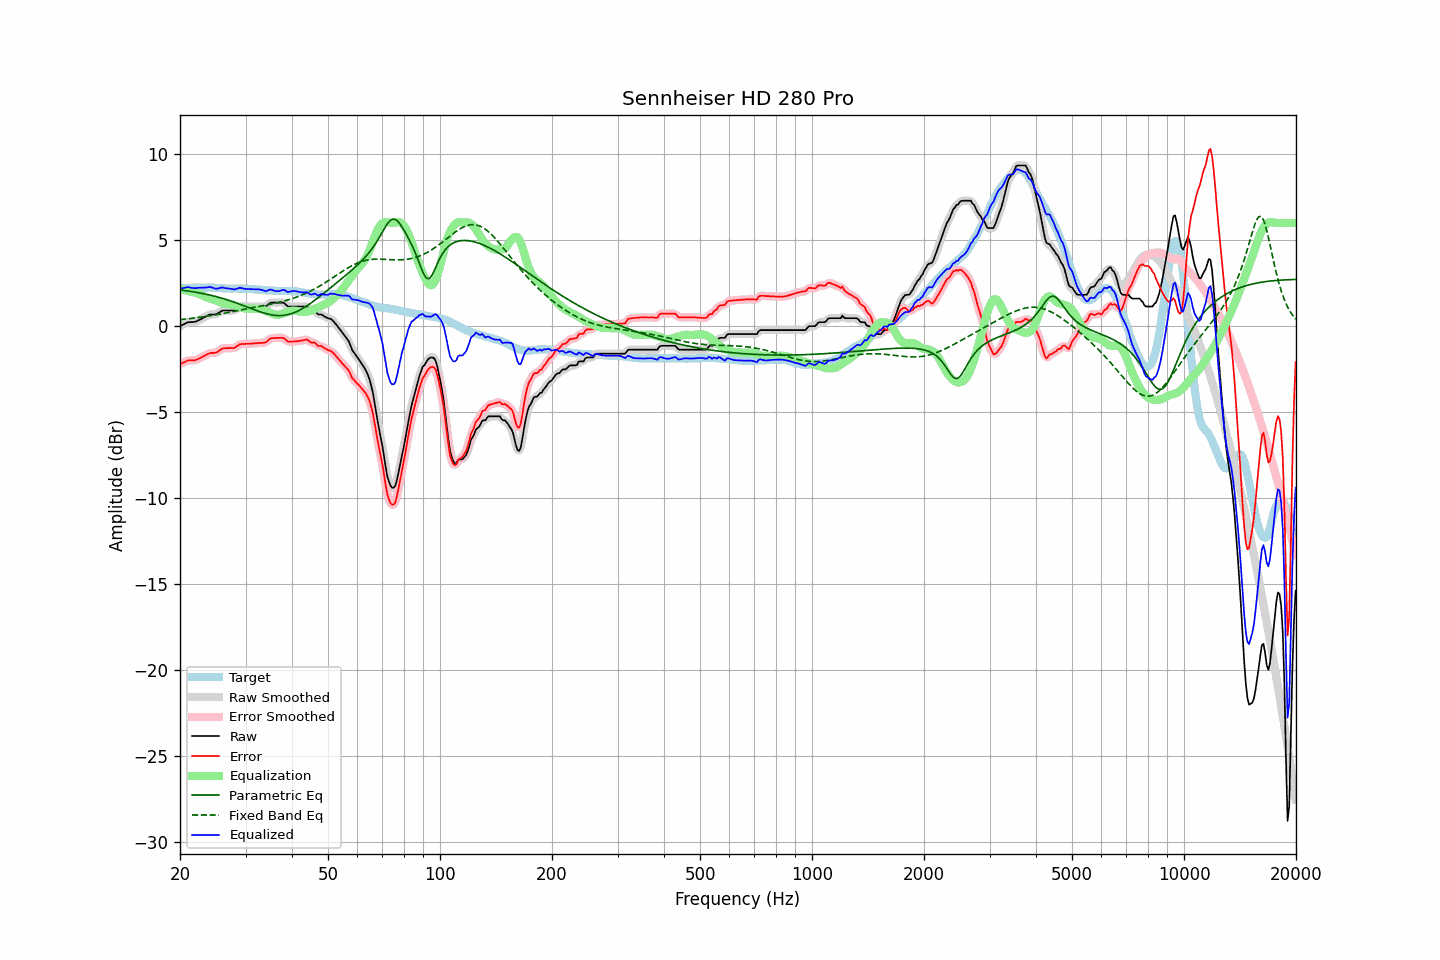 Sennheiser HD 280 Pro
10
5
0
−5
−10
−15
−20
−25
−30
Amplitude (dBr)
Target
Raw Smoothed
Error Smoothed
Raw
Error
Equalization
Parametric Eq
Fixed Band Eq
Equalized
20 50 100 200 500 1000 2000 5000 10000 20000
Frequency (Hz)